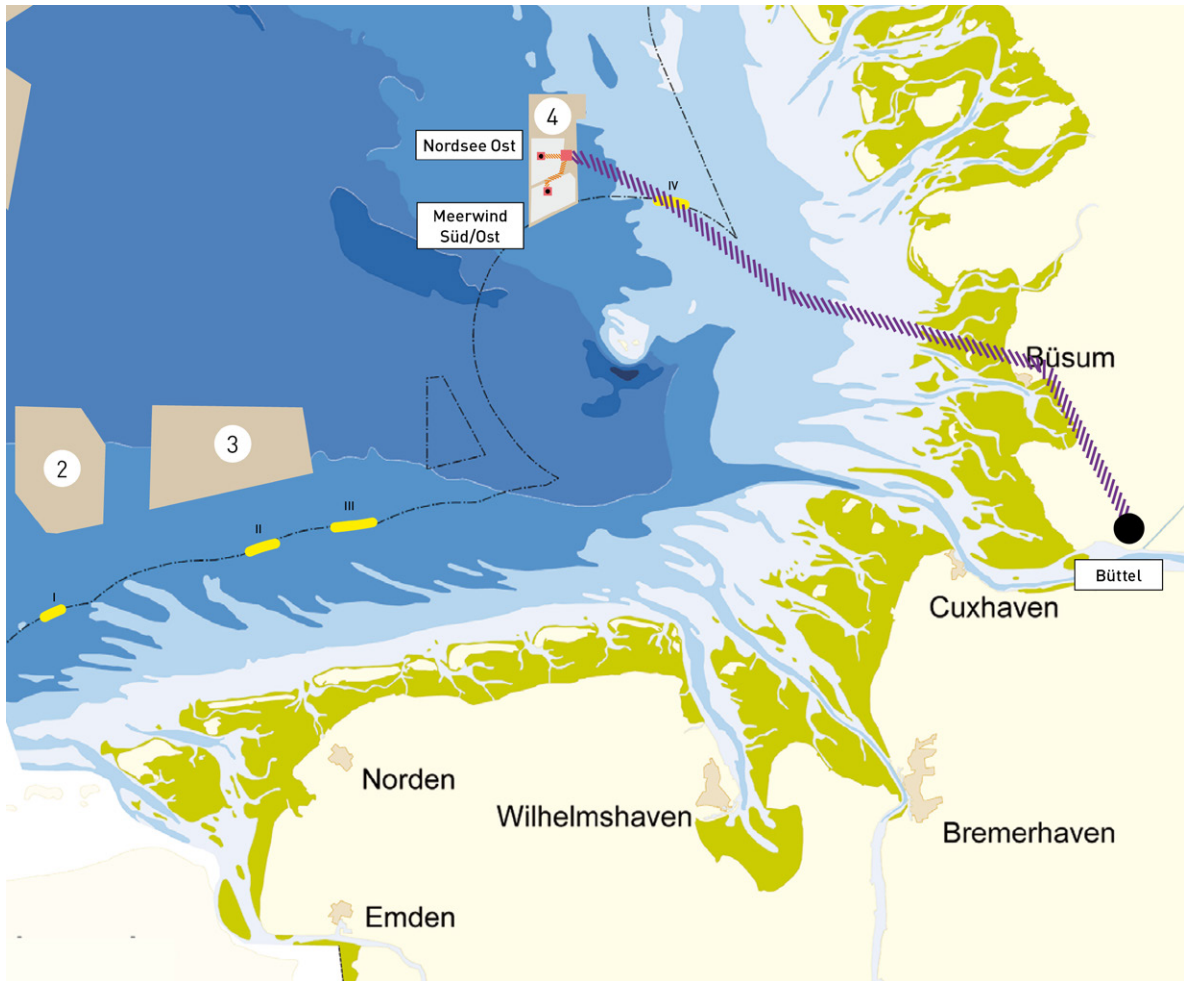 4
Nordsee Ost
IV
Meerwind
Süd/Ost
Büsum
2
3
III
II
I
Büttel
Cuxhaven
Norden
Wilhelmshaven
Bremerhaven
Emden